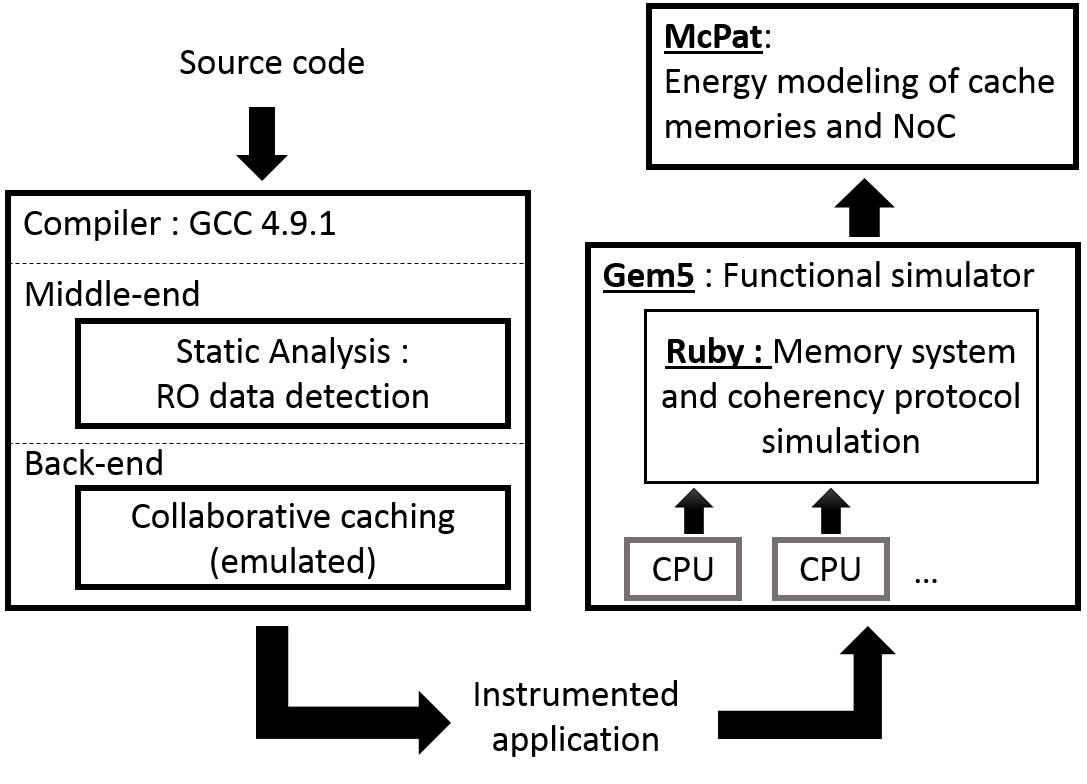 Source code
Compiler : GCC 4.9.1
Middle-end
Static Analysis :
RO data detection
Back-end
Collaborative caching
(emulated)
Instrumented
application
McPat:
Energy modeling of cache
memories and NoC
Gem5 : Functional simulator
Ruby : Memory system
and coherency protocol
simulation
CPU
CPU
...